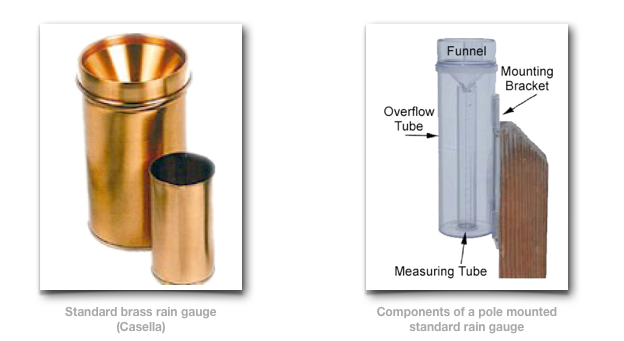 Funnel
Mounting
Bracket
Overflow
Tube
Measuring Tube
Standard brass rain gauge
(Casella)
Components of a pole mounted
standard rain gauge